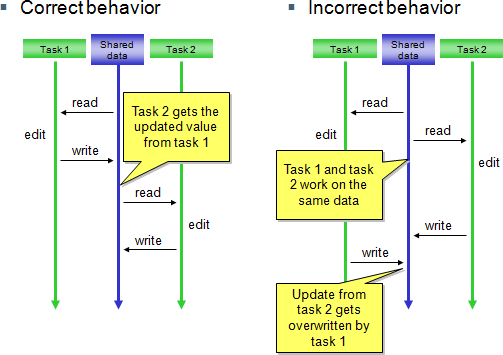 Correct behavior
Task 1
Shared
data
Task 2
read
edit
write
Task 2 gets the
updated value
from task 1
read
edit
write
Incorrect behavior
Task 1
Shared
data
Task 2
read
edit
read
edit
Task 1 and task
2 work on the
same data
write
write
Update from
task 2 gets
overwritten by
task 1